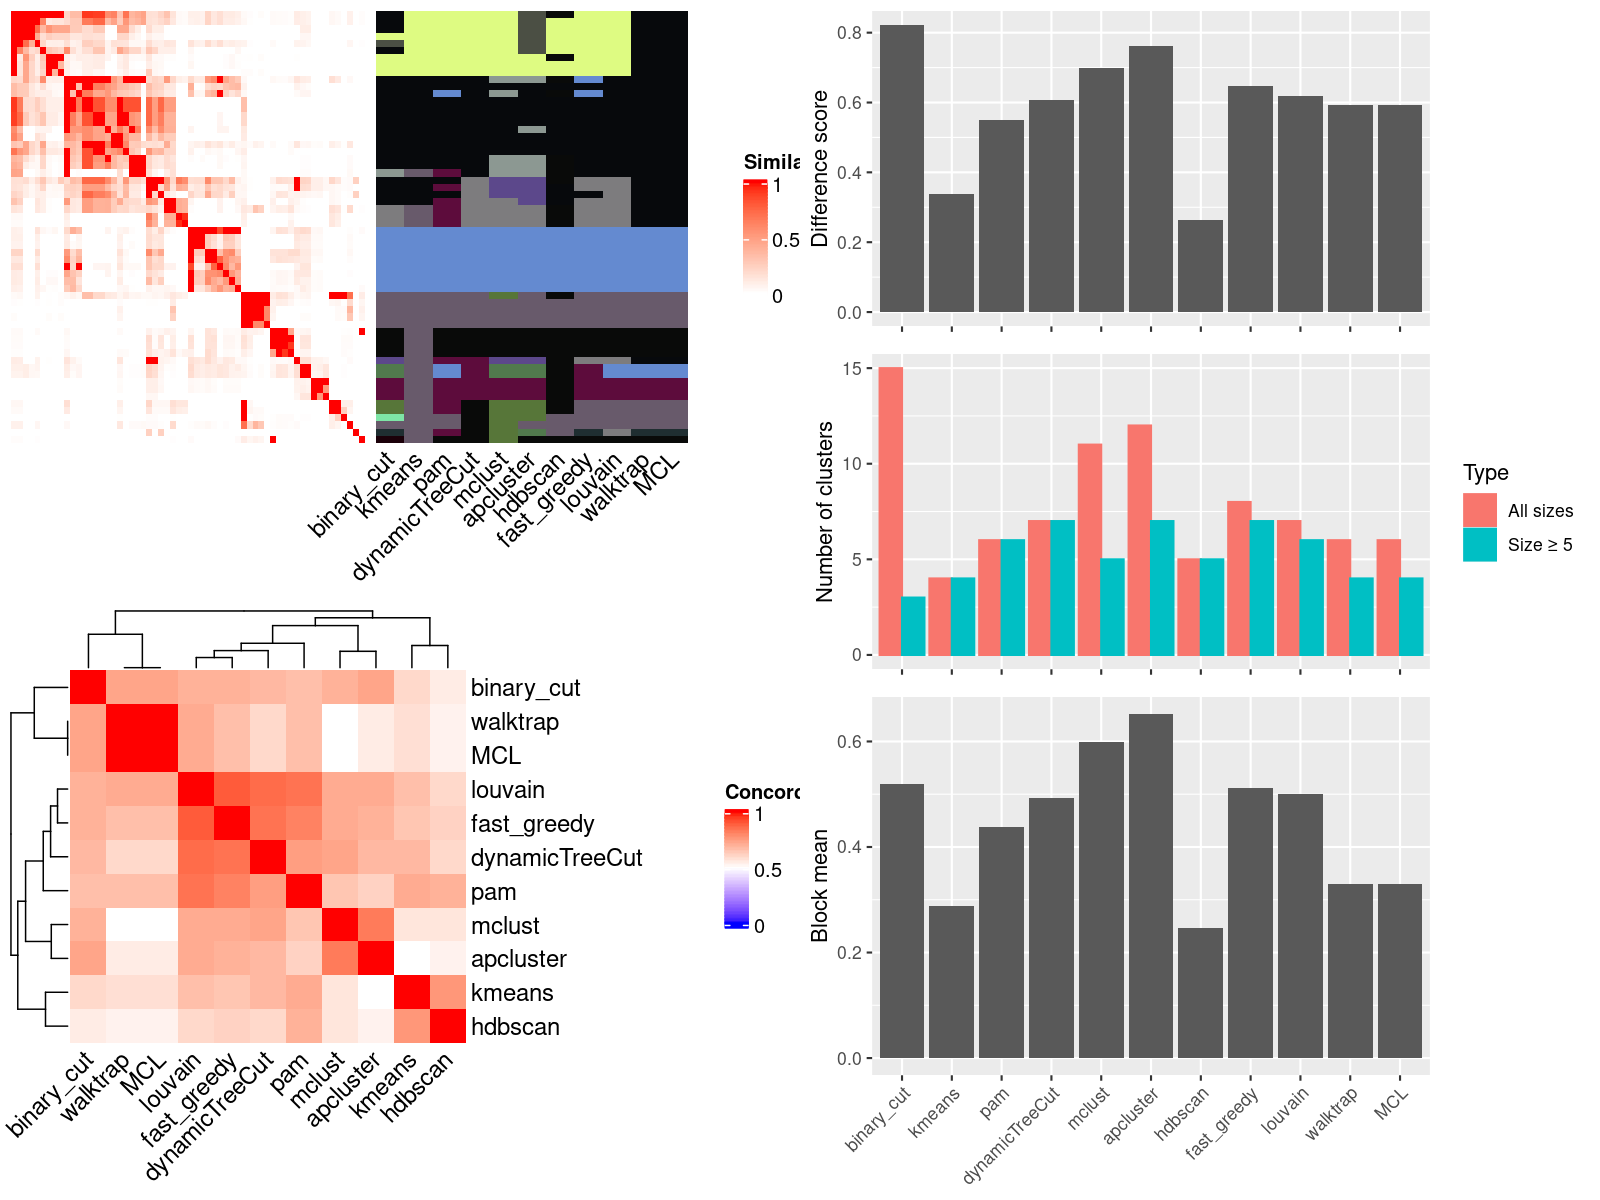 Simila
1
0.5
0
binary_cut
kmeans
pam
dynamicTreeCut
mclust
apcluster
hdbscan
fast_greedy
louvain
walktrap
MCL
binary_cut
walktrap
MCL
louvain
fast_greedy
dynamicTreeCut
pam
mclust
apcluster
kmeans
hdbscan
binary_cut
walktrap
MCL
louvain
fast_greedy
dynamicTreeCut
pam
mclust
apcluster
kmeans
hdbscan
Concord
1
0.5
0
Difference score
0.8
0.6
0.4
0.2
0.0
Number of clusters
15
10
5
0
Type
All sizes
Size ≥ 5
Block mean
0.6
0.4
0.2
0.0
binary_cut
kmeans
pam
dynamicTreeCut
mclust
apcluster
hdbscan
fast_greedy
louvain
walktrap
MCL